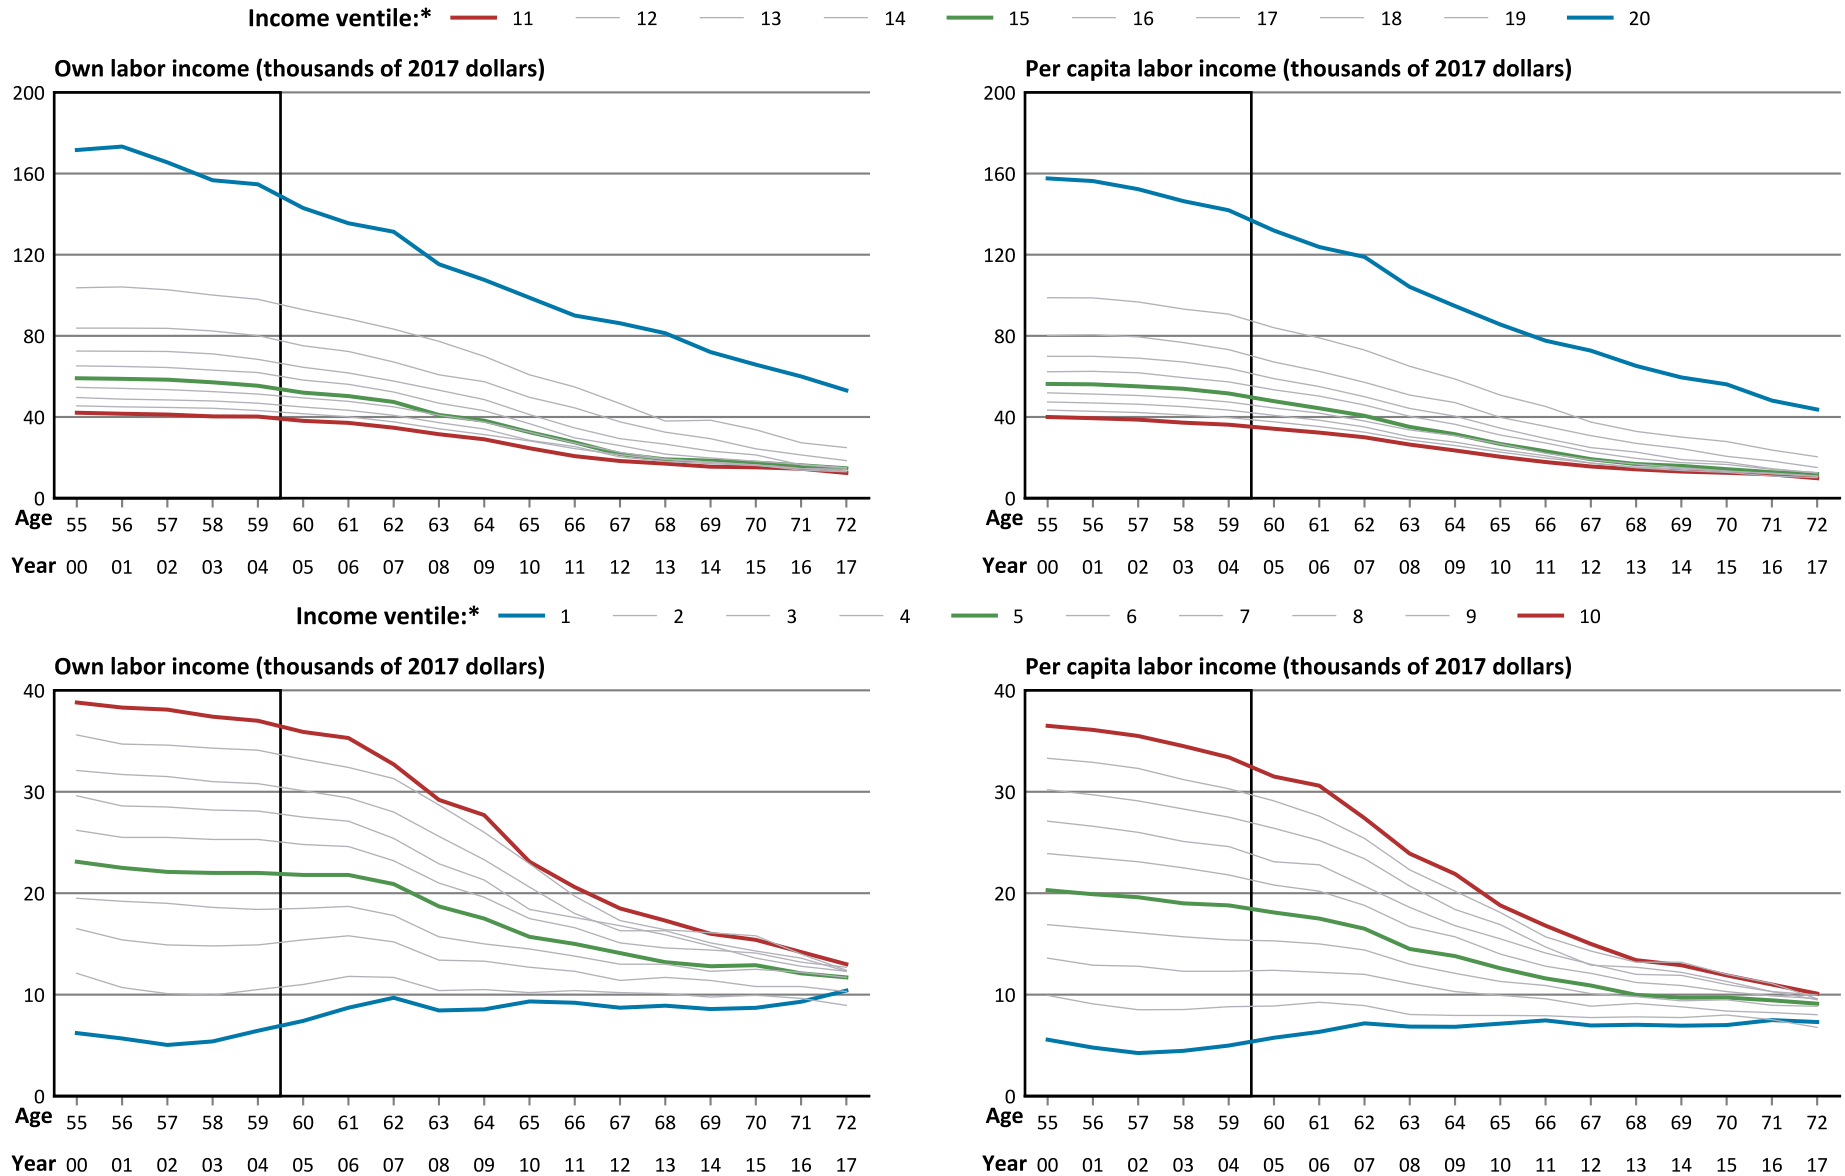 Income ventile:* 11 12 13 14 15 16 17 18 19 20
Own labor income (thousands of 2017 dollars)
200
160
120
80
40
0
Age 55 56 57 58 59 60 61 62 63 64 65 66 67 68 69 70 71 72
Year 00 01 02 03 04 05 06 07 08 09 10 11 12 13 14 15 16 17
Per capita labor income (thousands of 2017 dollars)
200
160
120
80
40
0
Age 55 56 57 58 59 60 61 62 63 64 65 66 67 68 69 70 71 72
Year 00 01 02 03 04 05 06 07 08 09 10 11 12 13 14 15 16 17
Income ventile:* 1 2 3 4 5 6 7 8 9 10
Own labor income (thousands of 2017 dollars)
40
30
20
10
0
Age 55 56 57 58 59 60 61 62 63 64 65 66 67 68 69 70 71 72
Year 00 01 02 03 04 05 06 07 08 09 10 11 12 13 14 15 16 17
Per capita labor income (thousands of 2017 dollars)
40
30
20
10
0
Age 55 56 57 58 59 60 61 62 63 64 65 66 67 68 69 70 71 72
Year 00 01 02 03 04 05 06 07 08 09 10 11 12 13 14 15 16 17